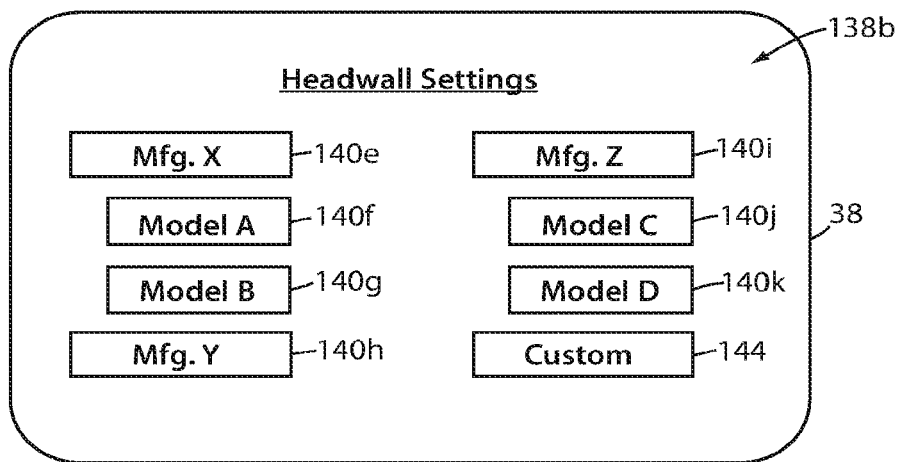 138b
Headwall Settings
Mfg. X 140e
Model A 140f
Model B 140g
Mfg. Y 140h
Mfg. Z 140i
Model C 140j
Model D 140k
Custom 144
38